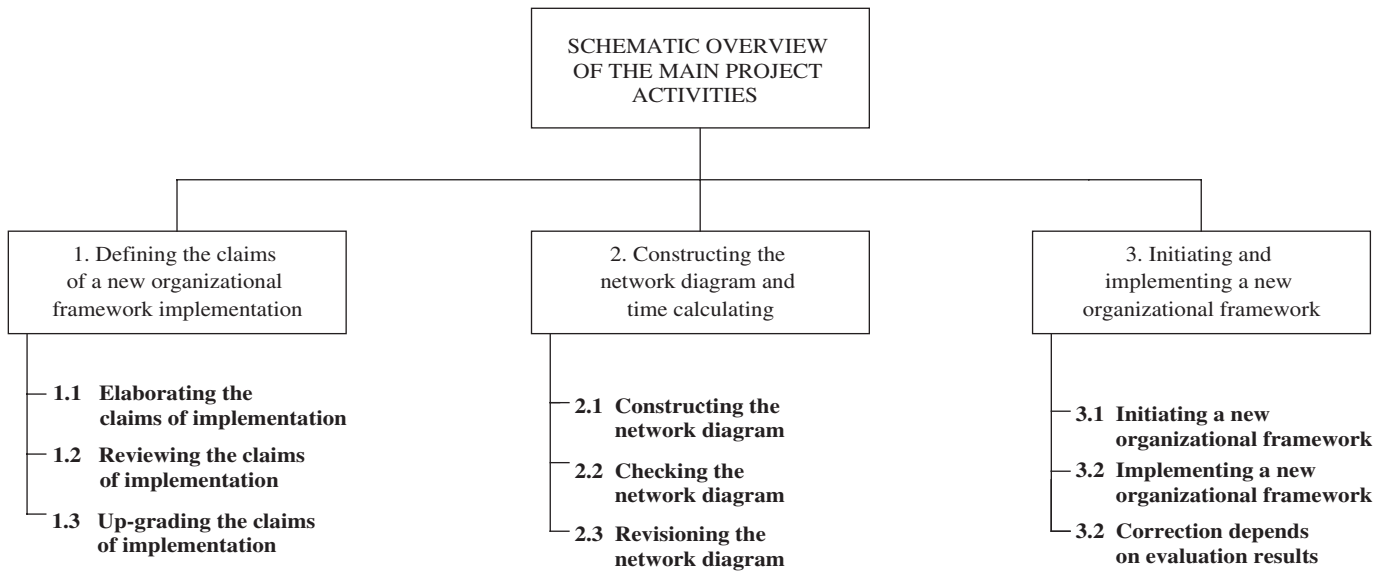 SCHEMATIC OVERVIEW
OF THE MAIN PROJECT
ACTIVITIES
1. Defining the claims
of a new organizational
framework implementation
1.1 Elaborating the
claims of implementation
1.2 Reviewing the claims
of implementation
1.3 Up-grading the claims
of implementation
2. Constructing the
network diagram and
time calculating
2.1 Constructing the
network diagram
2.2 Checking the
network diagram
2.3 Revisioning the
network diagram
3. Initiating and
implementing a new
organizational framework
3.1 Initiating a new
organizational framework
3.2 Implementing a new
organizational framework
3.2 Correction depends
on evaluation results